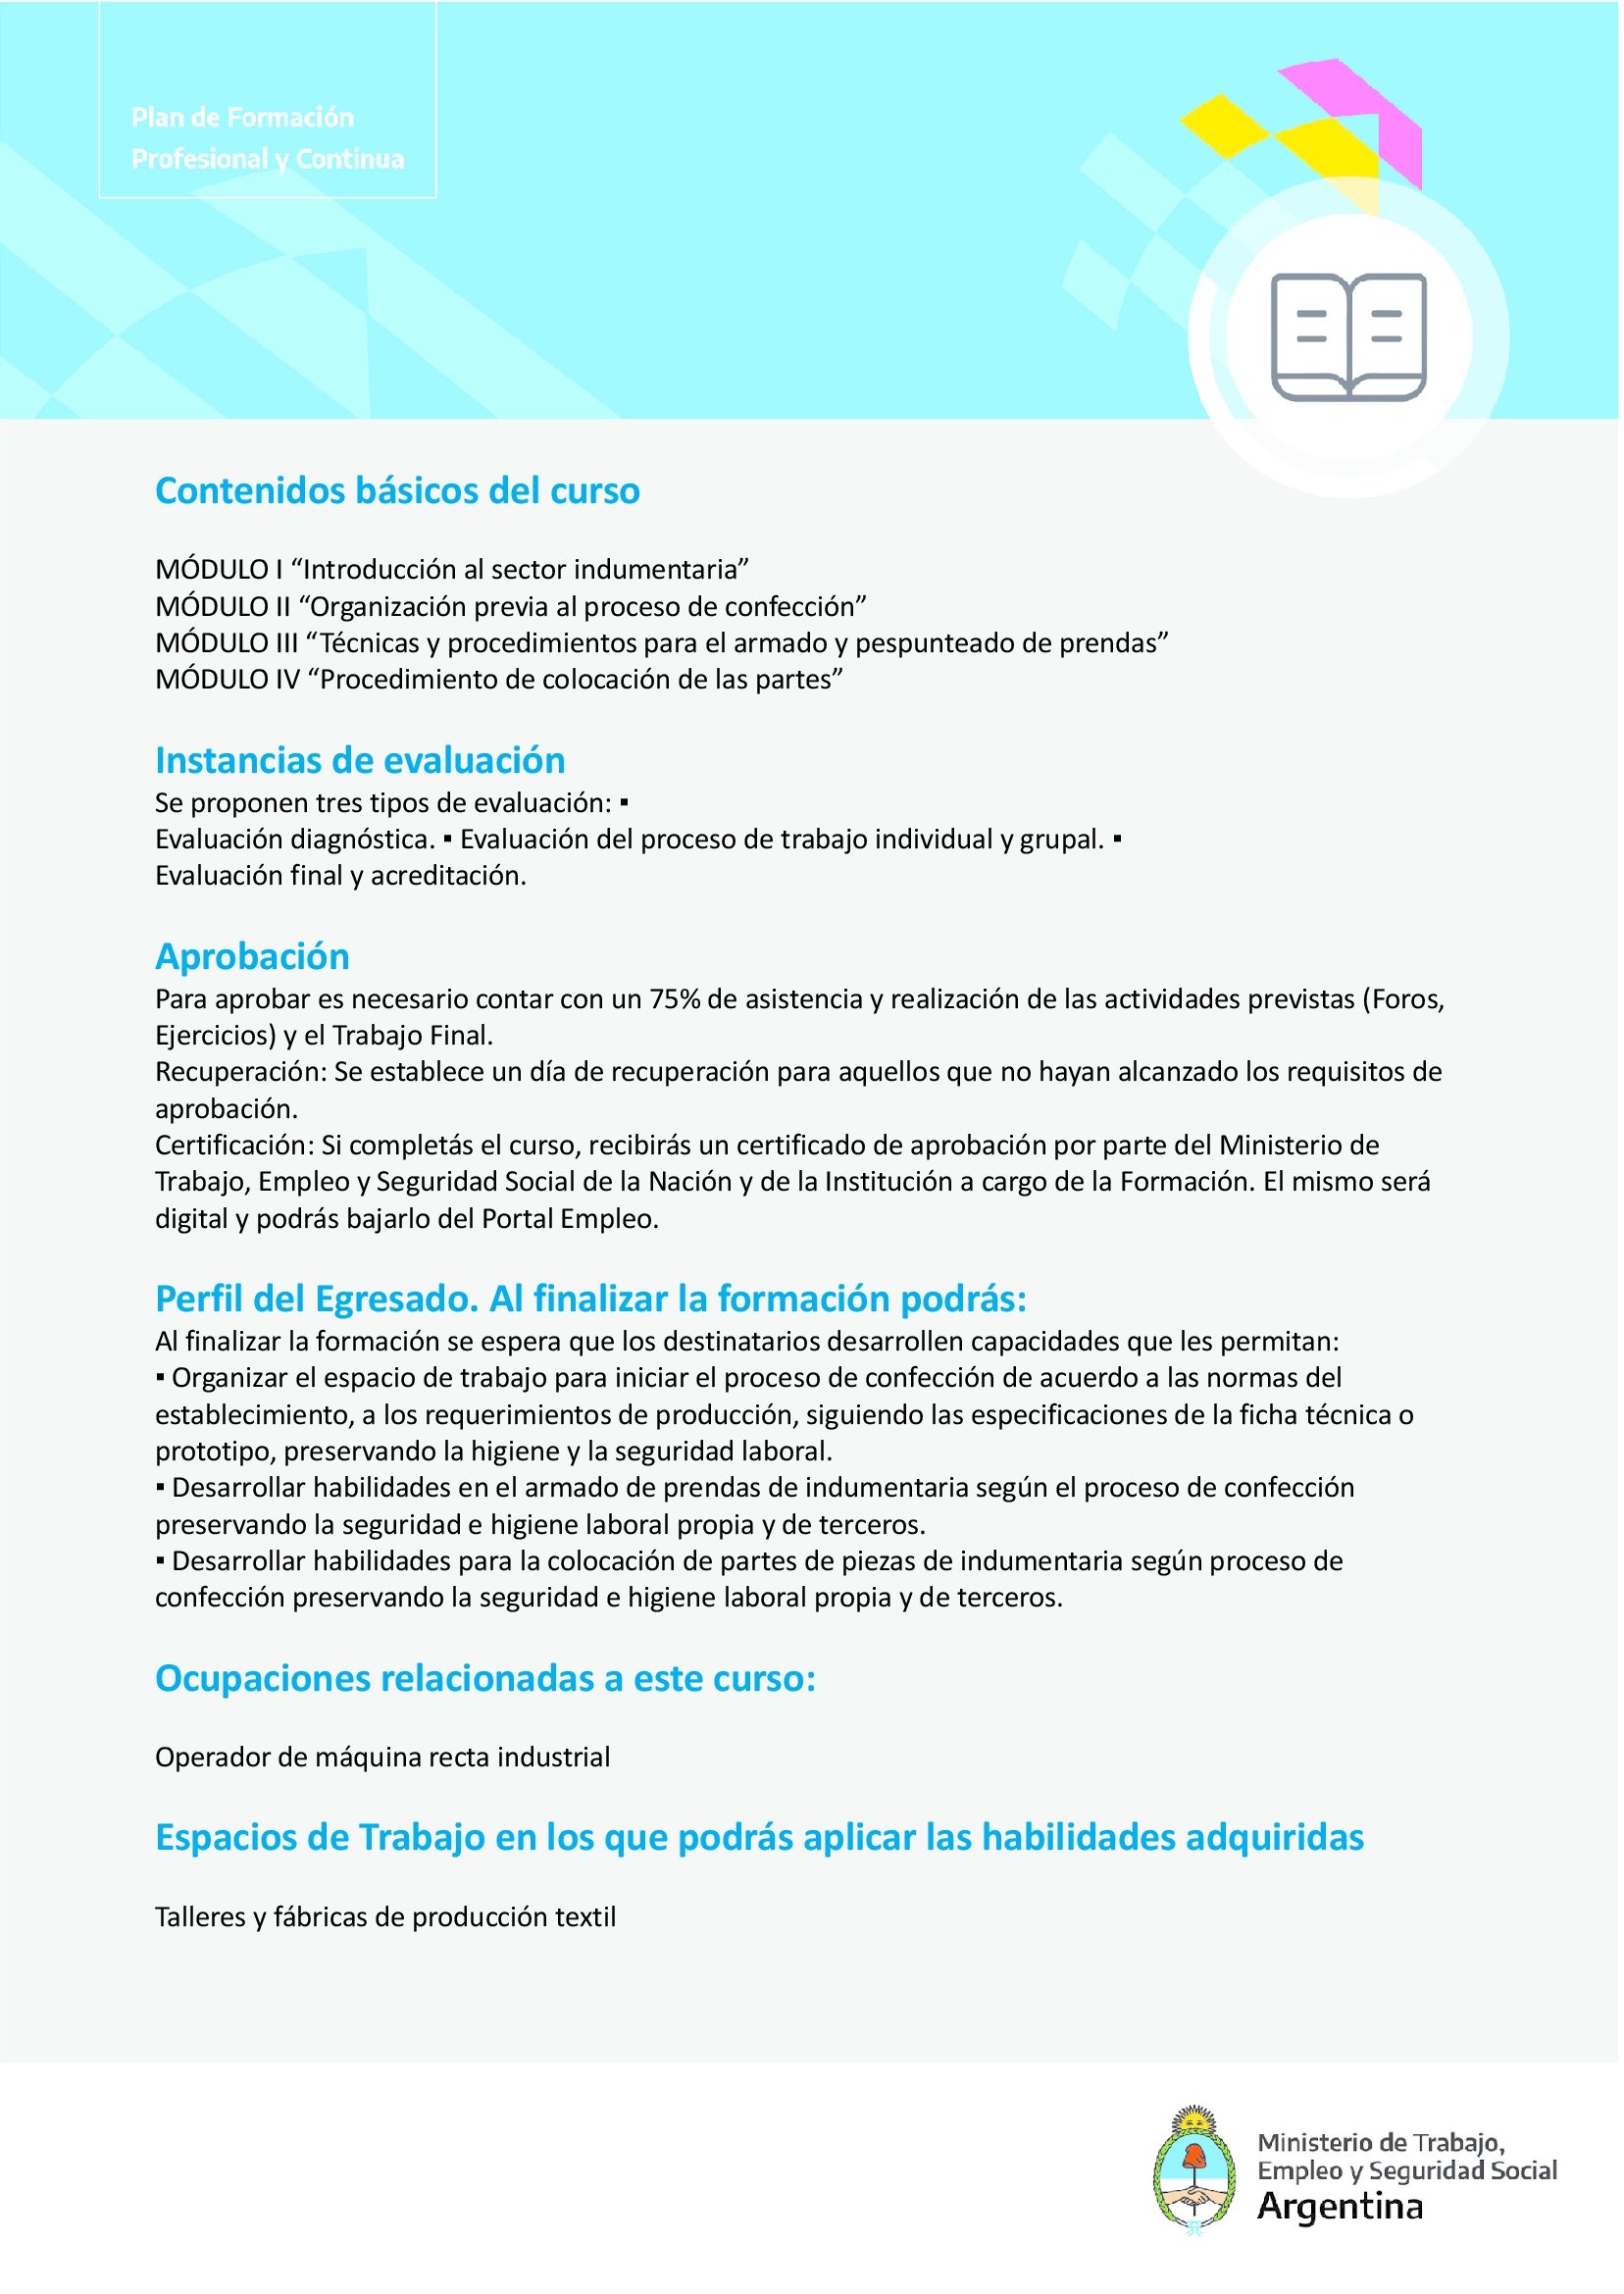 Plan de Formación
Profesional y Continua
Contenidos básicos del curso
MÓDULO I “Introducción al sector indumentaria”
MÓDULO II “Organización previa al proceso de confección”
MÓDULO III “Técnicas y procedimientos para el armado y pespunteado de prendas”
MÓDULO IV “Procedimiento de colocación de las partes”
Instancias de evaluación
Se proponen tres tipos de evaluación: ▪
Evaluación diagnóstica. ▪ Evaluación del proceso de trabajo individual y grupal. ▪
Evaluación final y acreditación.
Aprobación
Para aprobar es necesario contar con un 75% de asistencia y realización de las actividades previstas (Foros,
Ejercicios) y el Trabajo Final.
Recuperación: Se establece un día de recuperación para aquellos que no hayan alcanzado los requisitos de
aprobación.
Certificación: Si completás el curso, recibirás un certificado de aprobación por parte del Ministerio de
Trabajo, Empleo y Seguridad Social de la Nación y de la Institución a cargo de la Formación. El mismo será
digital y podrás bajarlo del Portal Empleo.
Perfil del Egresado. Al finalizar la formación podrás:
Al finalizar la formación se espera que los destinatarios desarrollen capacidades que les permitan:
▪ Organizar el espacio de trabajo para iniciar el proceso de confección de acuerdo a las normas del
establecimiento, a los requerimientos de producción, siguiendo las especificaciones de la ficha técnica o
prototipo, preservando la higiene y la seguridad laboral.
▪ Desarrollar habilidades en el armado de prendas de indumentaria según el proceso de confección
preservando la seguridad e higiene laboral propia y de terceros.
▪ Desarrollar habilidades para la colocación de partes de piezas de indumentaria según proceso de
confección preservando la seguridad e higiene laboral propia y de terceros.
Ocupaciones relacionadas a este curso:
Operador de máquina recta industrial
Espacios de Trabajo en los que podrás aplicar las habilidades adquiridas
Talleres y fábricas de producción textil
Ministerio de Trabajo,
Empleo y Seguridad Social
Argentina